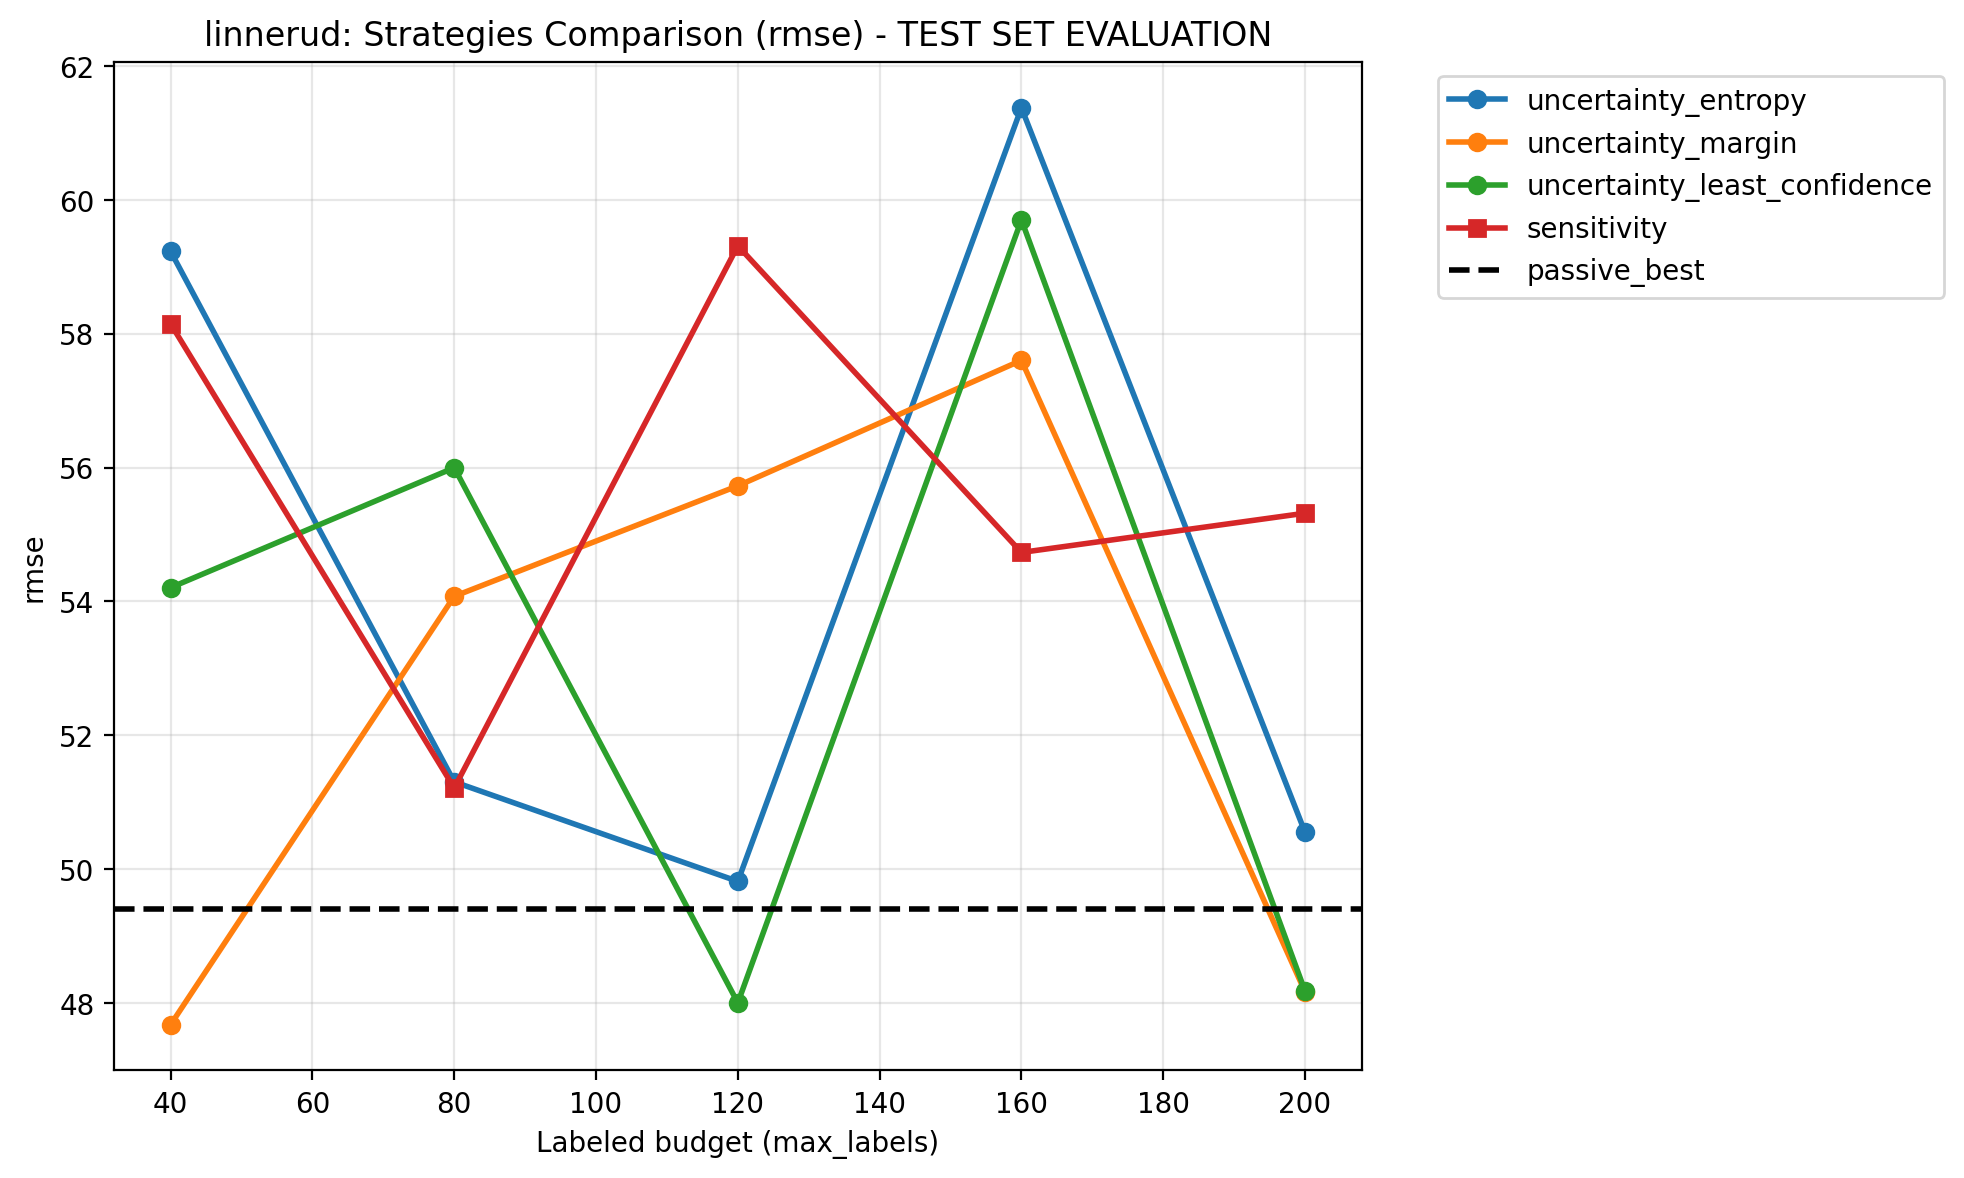 linnerud: Strategies Comparison (rmse) - TEST SET EVALUATION
rmse
62
60
58
56
54
52
50
48
40 60 80 100 120 140 160 180 200
Labeled budget (max_labels)
uncertainty_entropy
uncertainty_margin
uncertainty_least_confidence
sensitivity
passive_best